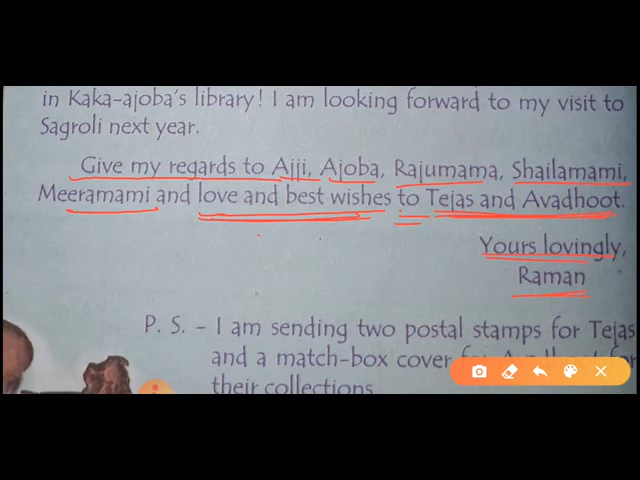 in Kaka-ajoba's library! I am looking forward to my visit to
Sagroli next year.
Give my regards to Ajji, Ajoba, Rajumama, Shailamami,
Meeramami and love and best wishes to Tejas and Avadhoot.
Yours lovingly,
Raman
P. S. - I am sending two postal stamps for Tejas
and a match-box cover for
their collections.